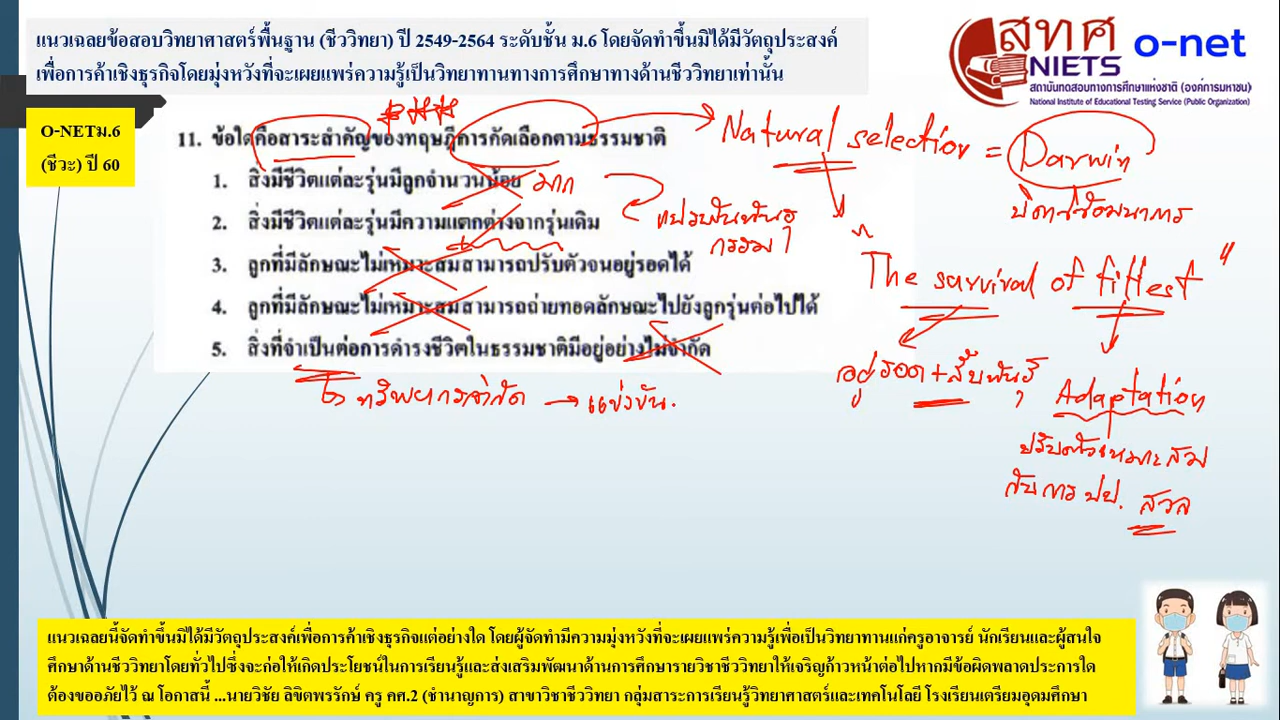 แนวเฉลยข้อสอบวิทยาศาสตร์พื้นฐาน (ชีววิทยา) ปี 2549-2564 ระดับชั้น ม.6 โดยจัดทำขึ้นมิได้มีวัตถุประสงค์
เพื่อการค้าเชิงธุรกิจโดยมุ่งหวังที่จะเผยแพร่ความรู้เป็นวิทยาทานทางการศึกษาทางด้านชีววิทยาเท่านั้น
สทศ
NIETS
o-net
สถาบันทดสอบทางการศึกษาแห่งชาติ (องค์การมหาชน)
National Institute of Educational Testing Service (Public Organization)
O-NETม.6
(ชีวะ) ปี 60
11. ข้อใดคือสาระสำคัญของทฤษฎีการคัดเลือกตามธรรมชาติ
1. สิ่งมีชีวิตแต่ละรุ่นมีลูกจำนวนน้อย มาก
2. สิ่งมีชีวิตแต่ละรุ่นมีความแตกต่างจากรุ่นเดิม
3. ลูกที่มีลักษณะไม่เหมาะสมสามารถปรับตัวจนอยู่รอดได้
4. ลูกที่มีลักษณะไม่เหมาะสมสามารถถ่ายทอดลักษณะไปยังลูกรุ่นต่อไปได้
5. สิ่งที่จำเป็นต่อการดำรงชีวิตในธรรมชาติมีอยู่อย่างไม่จำกัด
ทรัพยากรจำกัด → แข่งขัน.
Natural selection = Darwin
บิดาวิวัฒนาการ
แปรผันพันธุ
กรรม
"The survival of fittest"
อยู่รอด + สืบพันธุ์
Adaptation
ปรับตัวเหมาะสม
กับการ ปป. สวล
แนวเฉลยนี้จัดทำขึ้นมิได้มีวัตถุประสงค์เพื่อการค้าเชิงธุรกิจแต่อย่างใด โดยผู้จัดทำมีความมุ่งหวังที่จะเผยแพร่ความรู้เพื่อเป็นวิทยาทานแก่ครูอาจารย์ นักเรียนและผู้สนใจ
ศึกษาด้านชีววิทยาโดยทั่วไปซึ่งจะก่อให้เกิดประโยชน์ในการเรียนรู้และส่งเสริมพัฒนาด้านการศึกษารายวิชาชีววิทยาให้เจริญก้าวหน้าต่อไปหากมีข้อผิดพลาดประการใด
ต้องขออภัยไว้ ณ โอกาสนี้ ...นายวิชัย ลิขิตพรรักษ์ ครู คศ.2 (ชำนาญการ) สาขาวิชาชีววิทยา กลุ่มสาระการเรียนรู้วิทยาศาสตร์และเทคโนโลยี โรงเรียนเตรียมอุดมศึกษา